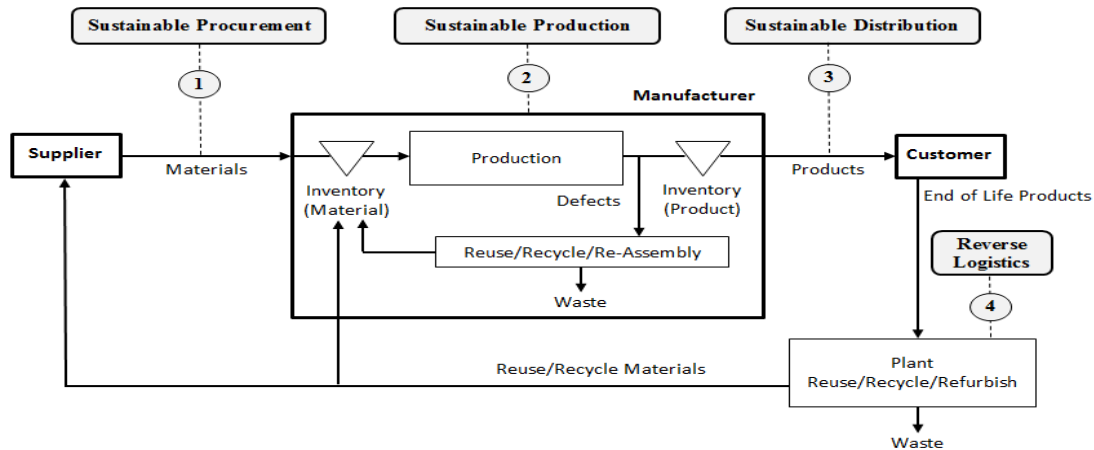 Sustainable Procurement
Sustainable Production
Sustainable Distribution
1
2
3
Manufacturer
Supplier
Materials
Production
Products
Customer
Inventory
(Material)
Defects
Inventory
(Product)
End of Life Products
Reuse/Recycle/Re-Assembly
Waste
Reverse
Logistics
4
Reuse/Recycle Materials
Plant
Reuse/Recycle/Refurbish
Waste